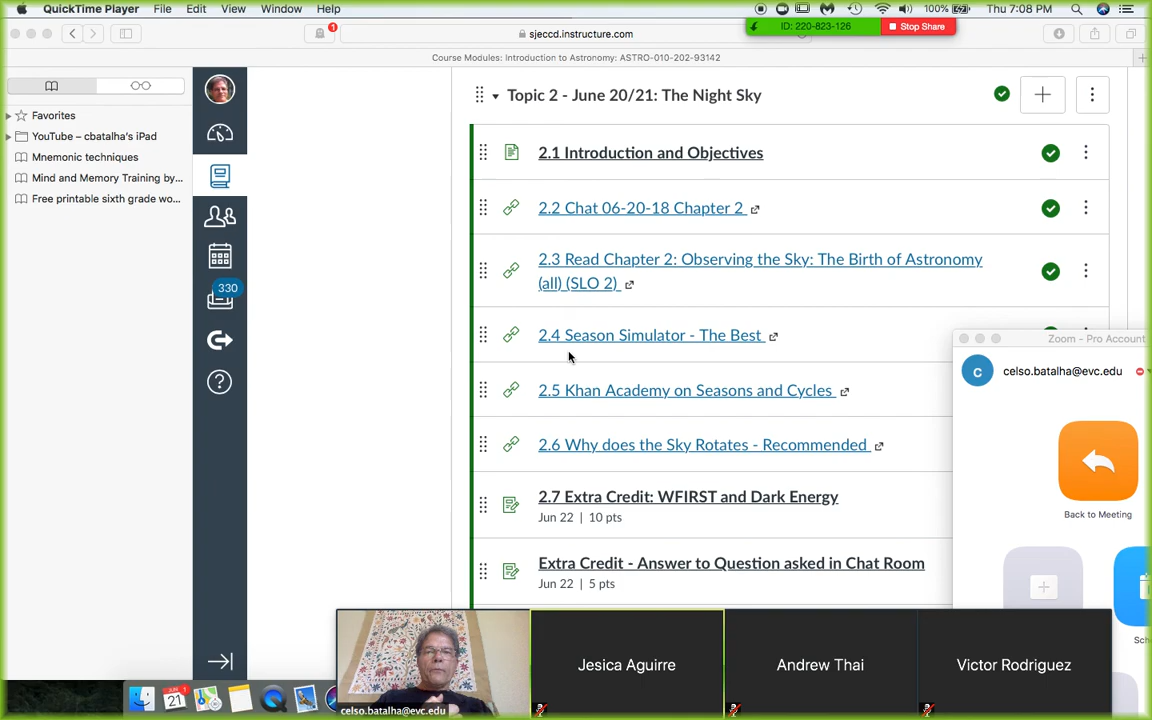 QuickTime Player File Edit View Window Help
100% Thu 7:08 PM
ID: 220-823-126 Stop Share
1
sjeccd.instructure.com
Course Modules: Introduction to Astronomy: ASTRO-010-202-93142
Favorites
YouTube – cbatalha's iPad
Mnemonic techniques
Mind and Memory Training by...
Free printable sixth grade wo...
330
Topic 2 - June 20/21: The Night Sky
2.1 Introduction and Objectives
2.2 Chat 06-20-18 Chapter 2
2.3 Read Chapter 2: Observing the Sky: The Birth of Astronomy
(all) (SLO 2)
2.4 Season Simulator - The Best
2.5 Khan Academy on Seasons and Cycles
2.6 Why does the Sky Rotates - Recommended
2.7 Extra Credit: WFIRST and Dark Energy
Jun 22 | 10 pts
Extra Credit - Answer to Question asked in Chat Room
Jun 22 | 5 pts
Zoom - Pro Account
C
celso.batalha@evc.edu
Back to Meeting
Sch
celso.batalha@evc.edu
Jesica Aguirre
Andrew Thai
Victor Rodriguez
JUN
21